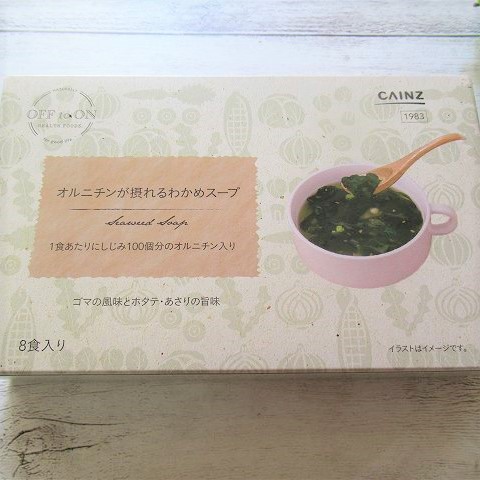 CAINZ
1983
OFF to ON
HEALTH FOODS
オルニチンが摂れるわかめスープ
Seaweed Soup
1食あたりにしじみ100個分のオルニチン入り
ゴマの風味とホタテ・あさりの旨味
8食入り
イラストはイメージです。